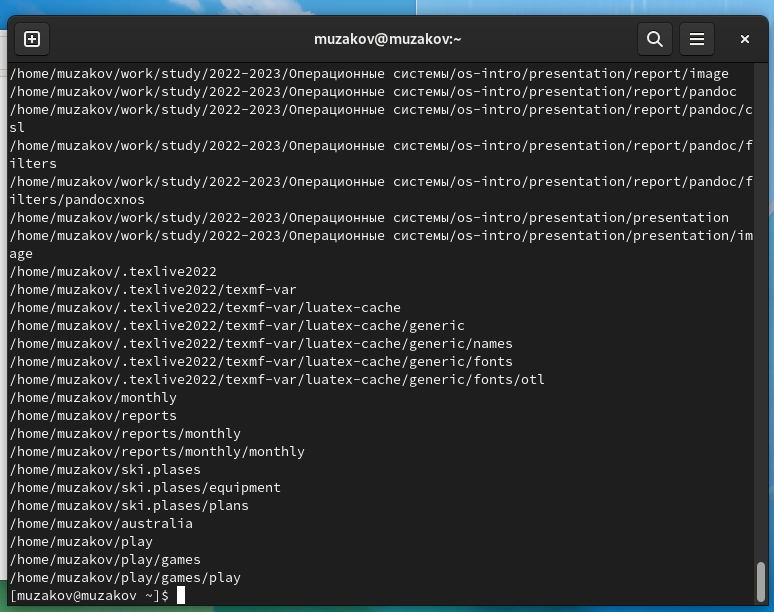 muzakov@muzakov:~
/home/muzakov/work/study/2022-2023/Операционные системы/os-intro/presentation/report/image
/home/muzakov/work/study/2022-2023/Операционные системы/os-intro/presentation/report/pandoc
/home/muzakov/work/study/2022-2023/Операционные системы/os-intro/presentation/report/pandoc/c
sl
/home/muzakov/work/study/2022-2023/Операционные системы/os-intro/presentation/report/pandoc/f
ilters
/home/muzakov/work/study/2022-2023/Операционные системы/os-intro/presentation/report/pandoc/f
ilters/pandocxnos
/home/muzakov/work/study/2022-2023/Операционные системы/os-intro/presentation/presentation
/home/muzakov/work/study/2022-2023/Операционные системы/os-intro/presentation/presentation/im
age
/home/muzakov/.texlive2022
/home/muzakov/.texlive2022/texmf-var
/home/muzakov/.texlive2022/texmf-var/luatex-cache
/home/muzakov/.texlive2022/texmf-var/luatex-cache/generic
/home/muzakov/.texlive2022/texmf-var/luatex-cache/generic/names
/home/muzakov/.texlive2022/texmf-var/luatex-cache/generic/fonts
/home/muzakov/.texlive2022/texmf-var/luatex-cache/generic/fonts/otl
/home/muzakov/monthly
/home/muzakov/reports
/home/muzakov/reports/monthly
/home/muzakov/reports/monthly/monthly
/home/muzakov/ski.plases
/home/muzakov/ski.plases/equipment
/home/muzakov/ski.plases/plans
/home/muzakov/australia
/home/muzakov/play
/home/muzakov/play/games
/home/muzakov/play/games/play
[muzakov@muzakov ~]$